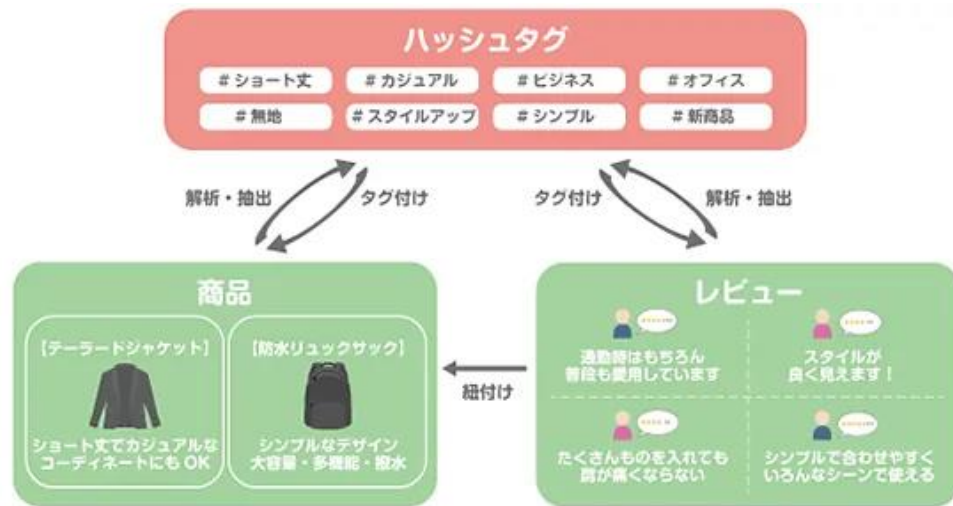 ハッシュタグ
# ショート丈
# カジュアル
# ビジネス
# オフィス
# 無地
# スタイルアップ
# シンプル
# 新商品
解析・抽出
タグ付け
タグ付け
解析・抽出
商品
【テーラードジャケット】
ショート丈でカジュアルな
コーディネートにも OK
【防水リュックサック】
シンプルなデザイン
大容量・多機能・撥水
紐付け
レビュー
通勤時はもちろん
普段も愛用しています
スタイルが
良く見えます！
たくさんものを入れても
肩が痛くならない
シンプルで合わせやすく
いろんなシーンで使える